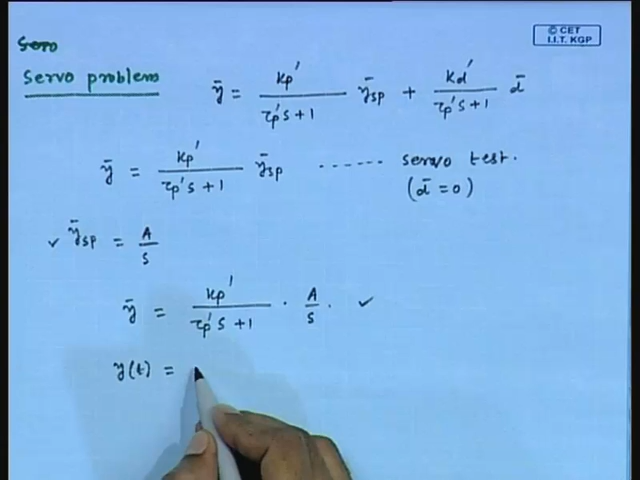 © CET
I.I.T. KGP
Servo problem
ȳ = Kp' / (τp's+1) ȳsp + Kd' / (τp's+1) d̄
ȳ = Kp' / (τp's+1) ȳsp ...... servo test.
(d̄ = 0)
✓ ȳsp = A/s
ȳ = Kp' / (τp's+1) · A/s. ✓
y(t) =